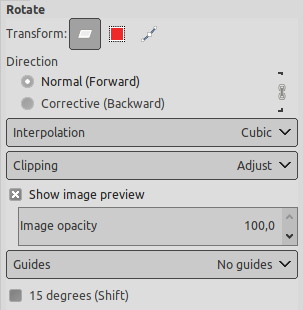 Rotate
Transform:
Direction
Normal (Forward)
Corrective (Backward)
Interpolation Cubic
Clipping Adjust
Show image preview
Image opacity 100,0
Guides No guides
15 degrees (Shift)